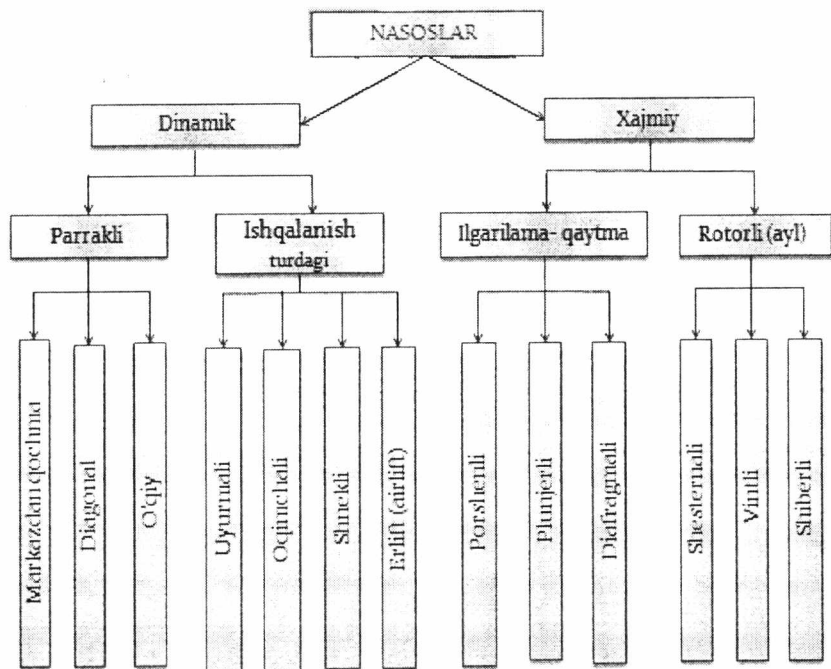 NASOSLAR
Dinamik
Xajmiy
Parrakli
Ishqalanish
turdagi
Ilgarilama- qaytma
Rotorli (ayl)
Markazdan qochma
Diagonal
O'qiy
Uyurmali
Oqimchali
Shnekli
Erlift (airlift)
Porshenli
Plunjerli
Diafragmali
Shesternali
Vintli
Shiberli